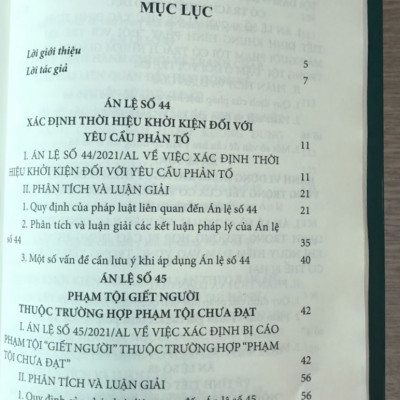 MỤC LỤC
Lời giới thiệu 5
Lời tác giả 7
ÁN LỆ SỐ 44
XÁC ĐỊNH THỜI HIỆU KHỞI KIỆN ĐỐI VỚI
YÊU CẦU PHẢN TỐ 11
I. ÁN LỆ SỐ 44/2021/AL VỀ VIỆC XÁC ĐỊNH THỜI
HIỆU KHỞI KIỆN ĐỐI VỚI YÊU CẦU PHẢN TỐ 11
II. PHÂN TÍCH VÀ LUẬN GIẢI 21
1. Quy định của pháp luật liên quan đến Án lệ số 44 21
2. Phân tích và luận giải các kết luận pháp lý của Án lệ
số 44 35
3. Một số vấn đề cần lưu ý khi áp dụng Án lệ số 44 40
ÁN LỆ SỐ 45
PHẠM TỘI GIẾT NGƯỜI
THUỘC TRƯỜNG HỢP PHẠM TỘI CHƯA ĐẠT 42
I. ÁN LỆ SỐ 45/2021/AL VỀ VIỆC XÁC ĐỊNH BỊ CÁO
PHẠM TỘI "GIẾT NGƯỜI" THUỘC TRƯỜNG HỢP "PHẠM
TỘI CHƯA ĐẠT" 42
II. PHÂN TÍCH VÀ LUẬN GIẢI 56
56